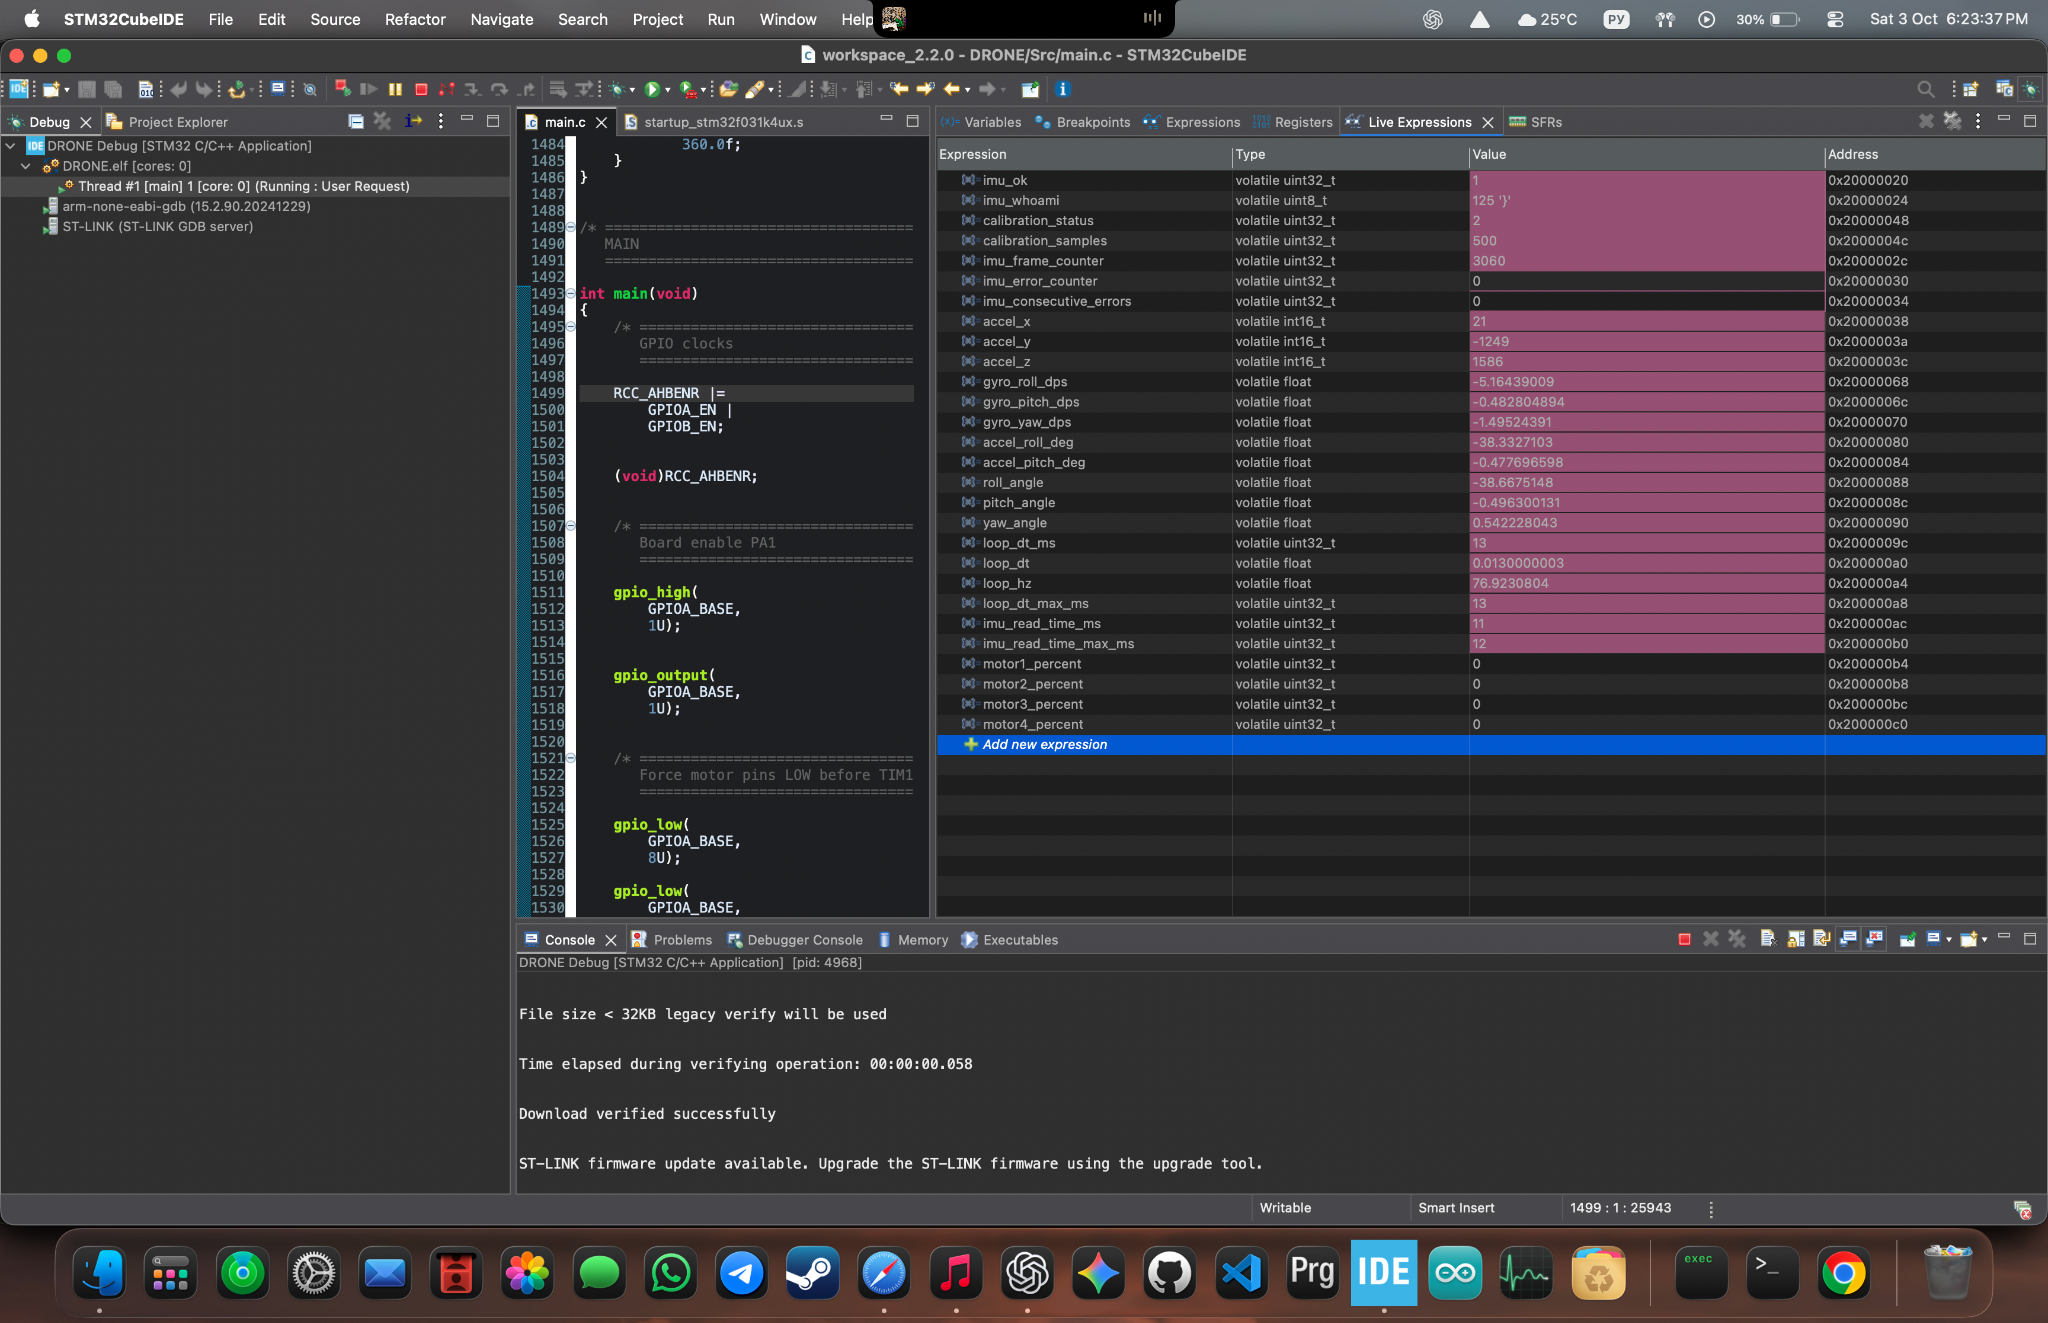 STM32CubeIDE File Edit Source Refactor Navigate Search Project Run Window Help 25°C РУ 30% Sat 3 Oct 6:23:37 PM
workspace_2.2.0 - DRONE/Src/main.c - STM32CubeIDE
Debug Project Explorer
DRONE Debug [STM32 C/C++ Application]
DRONE.elf [cores: 0]
Thread #1 [main] 1 [core: 0] (Running : User Request)
arm-none-eabi-gdb (15.2.90.20241229)
ST-LINK (ST-LINK GDB server)
main.c startup_stm32f031k4ux.s
1484 360.0f;
1485 }
1486 }
1487
1488
1489 /* ====================================
1490 MAIN
1491 ====================================
1492
1493 int main(void)
1494 {
1495 /* ================================
1496 GPIO clocks
1497 ================================
1498
1499 RCC_AHBENR |=
1500 GPIOA_EN |
1501 GPIOB_EN;
1502
1503
1504 (void)RCC_AHBENR;
1505
1506
1507 /* ================================
1508 Board enable PA1
1509 ================================
1510
1511 gpio_high(
1512 GPIOA_BASE,
1513 1U);
1514
1515
1516 gpio_output(
1517 GPIOA_BASE,
1518 1U);
1519
1520
1521 /* ================================
1522 Force motor pins LOW before TIM1
1523 ================================
1524
1525 gpio_low(
1526 GPIOA_BASE,
1527 8U);
1528
1529 gpio_low(
1530 GPIOA_BASE,
Variables Breakpoints Expressions Registers Live Expressions SFRs
Expression Type Value Address
imu_ok volatile uint32_t 1 0x20000020
imu_whoami volatile uint8_t 125 '}' 0x20000024
calibration_status volatile uint32_t 2 0x20000048
calibration_samples volatile uint32_t 500 0x2000004c
imu_frame_counter volatile uint32_t 3060 0x2000002c
imu_error_counter volatile uint32_t 0 0x20000030
imu_consecutive_errors volatile uint32_t 0 0x20000034
accel_x volatile int16_t 21 0x20000038
accel_y volatile int16_t -1249 0x2000003a
accel_z volatile int16_t 1586 0x2000003c
gyro_roll_dps volatile float -5.16439009 0x20000068
gyro_pitch_dps volatile float -0.482804894 0x2000006c
gyro_yaw_dps volatile float -1.49524391 0x20000070
accel_roll_deg volatile float -38.3327103 0x20000080
accel_pitch_deg volatile float -0.477696598 0x20000084
roll_angle volatile float -38.6675148 0x20000088
pitch_angle volatile float -0.496300131 0x2000008c
yaw_angle volatile float 0.542228043 0x20000090
loop_dt_ms volatile uint32_t 13 0x2000009c
loop_dt volatile float 0.0130000003 0x200000a0
loop_hz volatile float 76.9230804 0x200000a4
loop_dt_max_ms volatile uint32_t 13 0x200000a8
imu_read_time_ms volatile uint32_t 11 0x200000ac
imu_read_time_max_ms volatile uint32_t 12 0x200000b0
motor1_percent volatile uint32_t 0 0x200000b4
motor2_percent volatile uint32_t 0 0x200000b8
motor3_percent volatile uint32_t 0 0x200000bc
motor4_percent volatile uint32_t 0 0x200000c0
Add new expression
Console Problems Debugger Console Memory Executables
DRONE Debug [STM32 C/C++ Application] [pid: 4968]
File size < 32KB legacy verify will be used
Time elapsed during verifying operation: 00:00:00.058
Download verified successfully
ST-LINK firmware update available. Upgrade the ST-LINK firmware using the upgrade tool.
Writable Smart Insert 1499 : 1 : 25943
Prg IDE exec >_